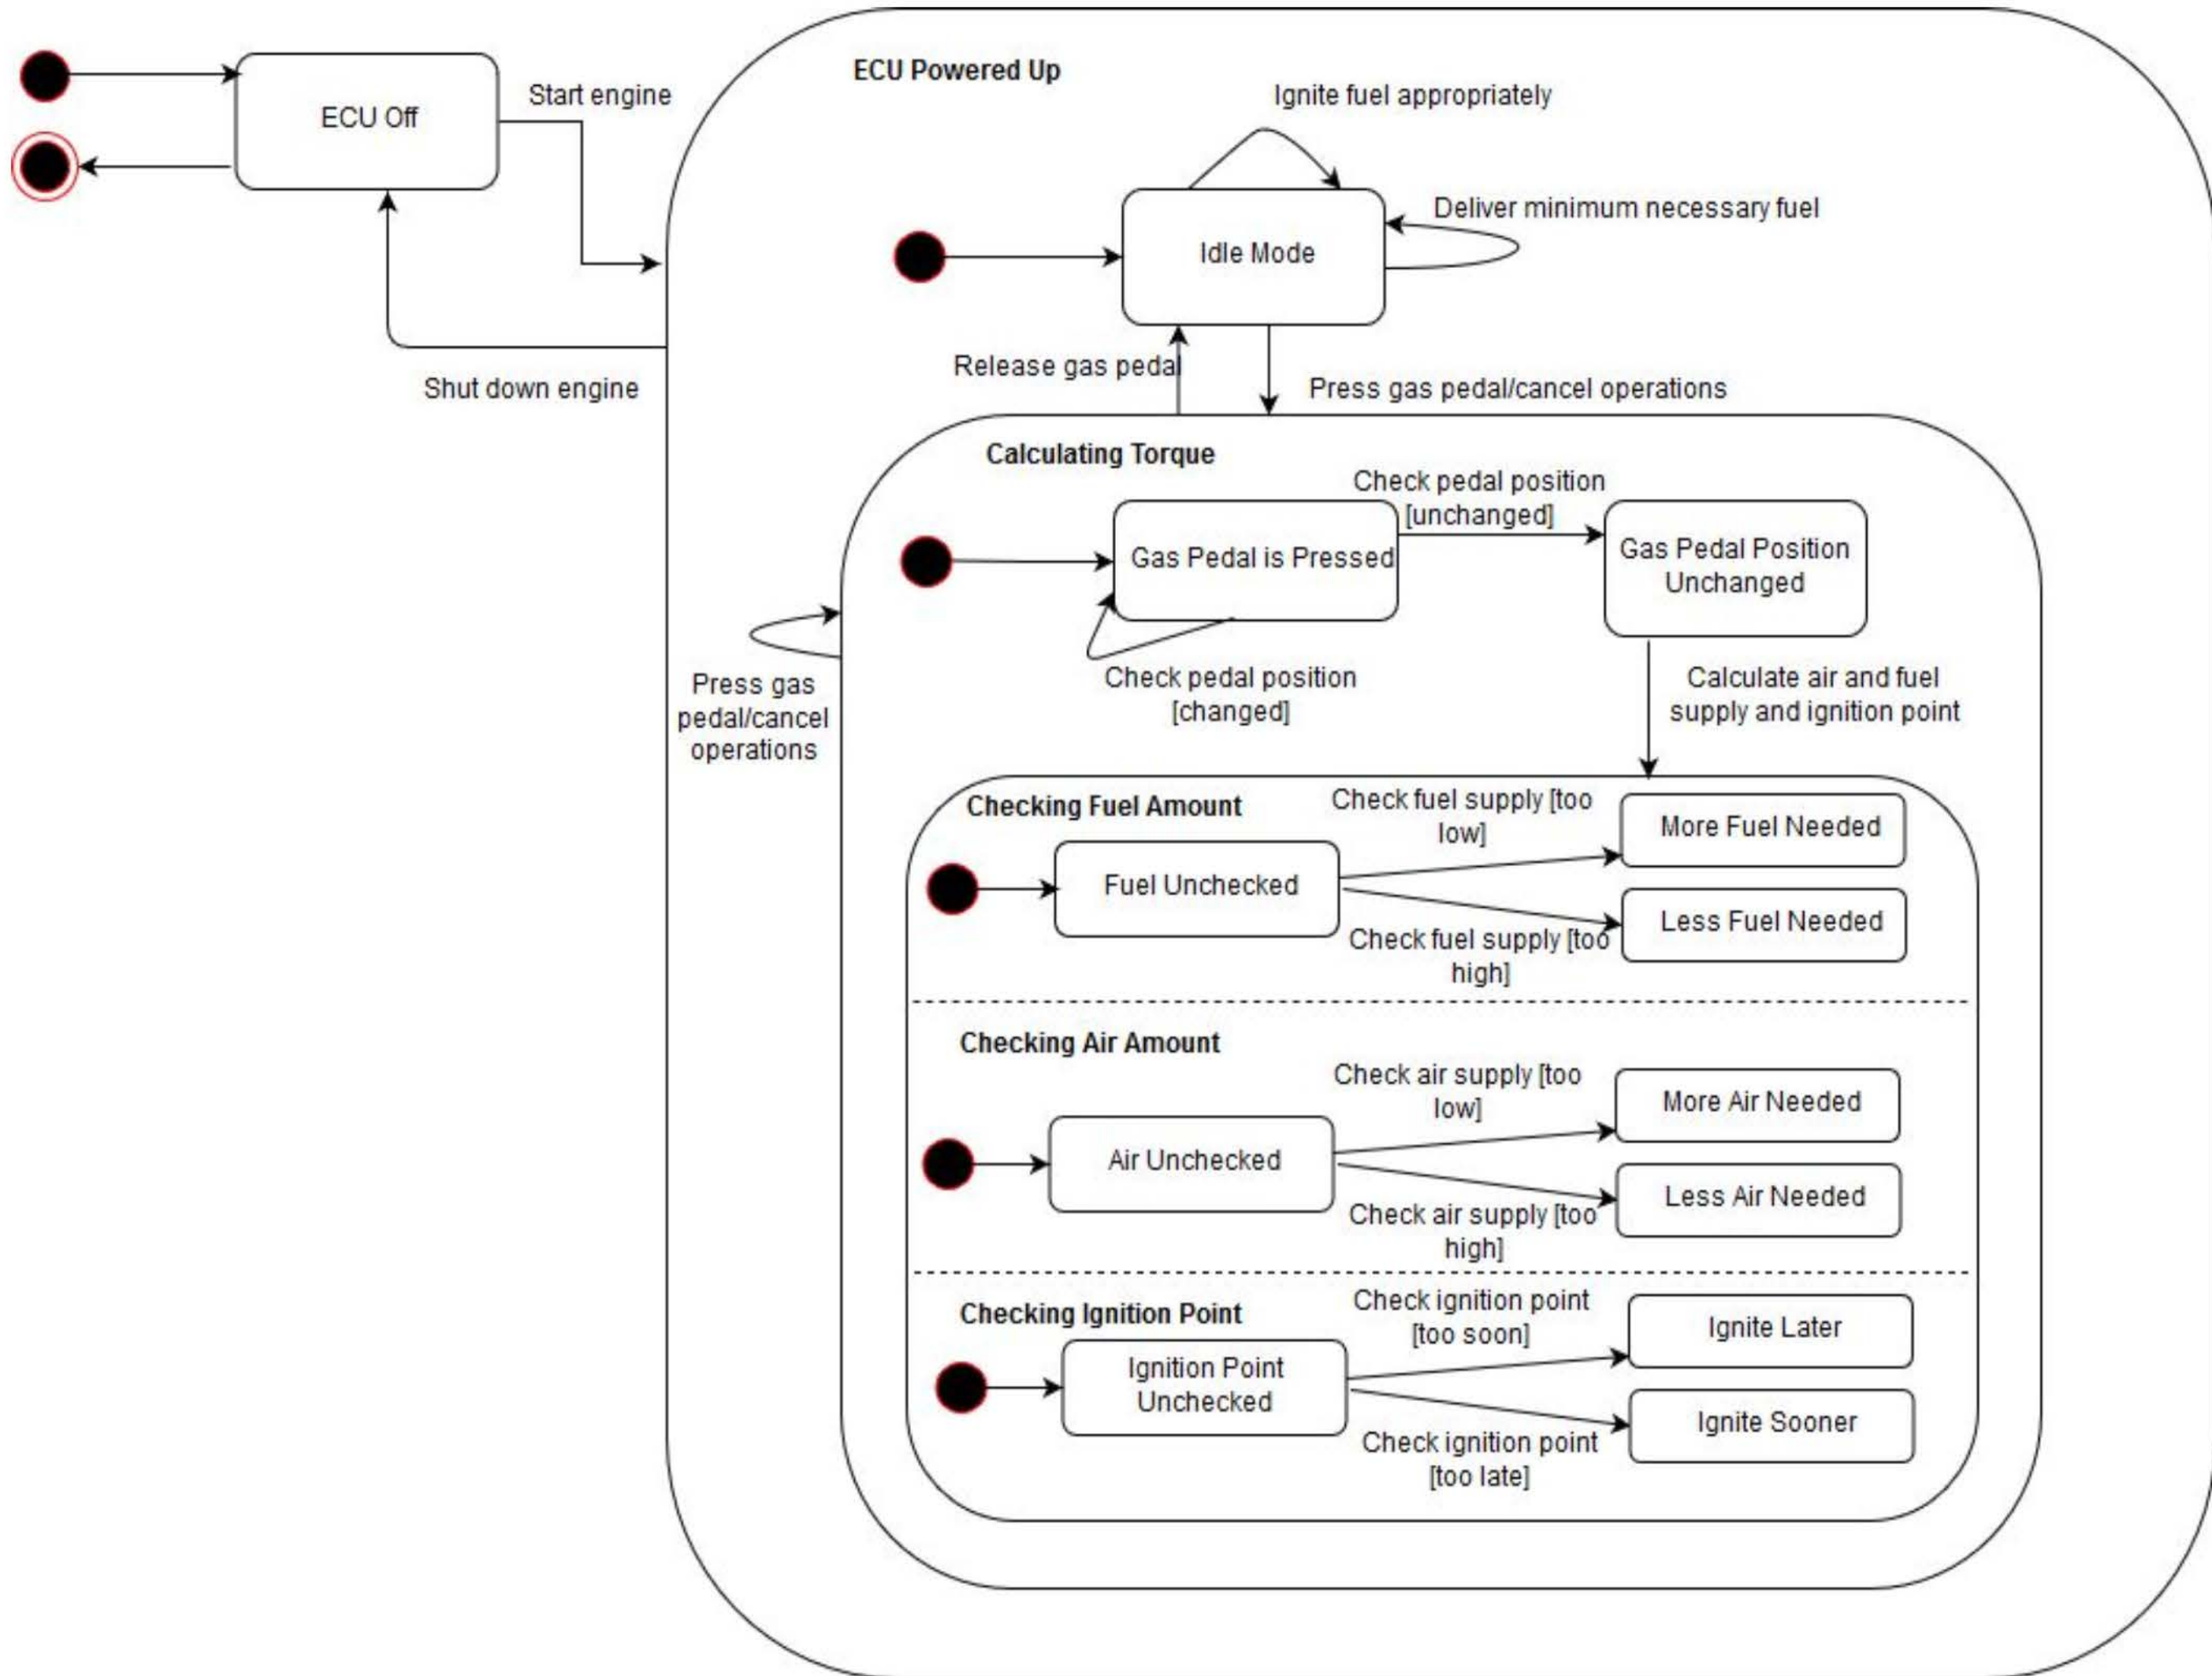 ECU Powered Up
ECU Off
Start engine
Ignite fuel appropriately
Deliver minimum necessary fuel
Idle Mode
Release gas pedal
Press gas pedal/cancel operations
Shut down engine
Calculating Torque
Check pedal position
[unchanged]
Gas Pedal is Pressed
Gas Pedal Position
Unchanged
Check pedal position
[changed]
Press gas
pedal/cancel
operations
Calculate air and fuel
supply and ignition point
Checking Fuel Amount
Check fuel supply [too
low]
More Fuel Needed
Fuel Unchecked
Less Fuel Needed
Check fuel supply [too
high]
Checking Air Amount
Check air supply [too
low]
More Air Needed
Air Unchecked
Less Air Needed
Check air supply [too
high]
Checking Ignition Point
Check ignition point
[too soon]
Ignite Later
Ignition Point
Unchecked
Ignite Sooner
Check ignition point
[too late]